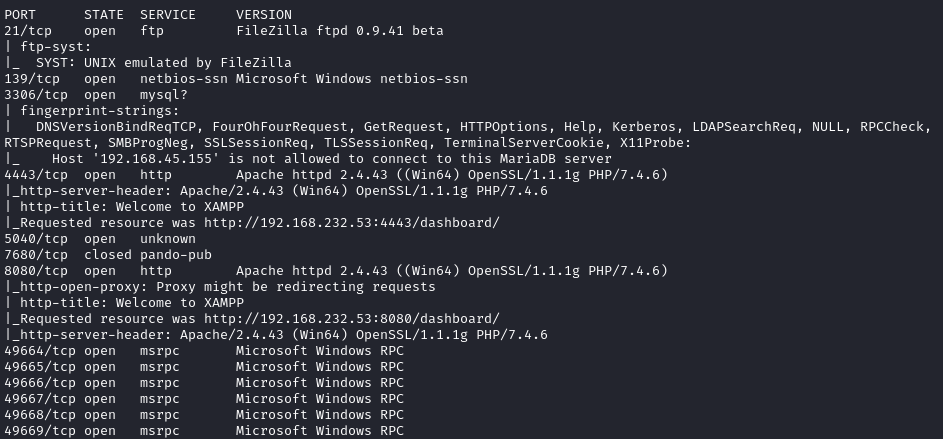 PORT      STATE  SERVICE     VERSION
21/tcp    open   ftp         FileZilla ftpd 0.9.41 beta
| ftp-syst:
|_  SYST: UNIX emulated by FileZilla
139/tcp   open   netbios-ssn Microsoft Windows netbios-ssn
3306/tcp  open   mysql?
| fingerprint-strings:
|   DNSVersionBindReqTCP, FourOhFourRequest, GetRequest, HTTPOptions, Help, Kerberos, LDAPSearchReq, NULL, RPCCheck,
RTSPRequest, SMBProgNeg, SSLSessionReq, TLSSessionReq, TerminalServerCookie, X11Probe:
|_    Host '192.168.45.155' is not allowed to connect to this MariaDB server
4443/tcp  open   http        Apache httpd 2.4.43 ((Win64) OpenSSL/1.1.1g PHP/7.4.6)
|_http-server-header: Apache/2.4.43 (Win64) OpenSSL/1.1.1g PHP/7.4.6
| http-title: Welcome to XAMPP
|_Requested resource was http://192.168.232.53:4443/dashboard/
5040/tcp  open   unknown
7680/tcp  closed pando-pub
8080/tcp  open   http        Apache httpd 2.4.43 ((Win64) OpenSSL/1.1.1g PHP/7.4.6)
|_http-open-proxy: Proxy might be redirecting requests
| http-title: Welcome to XAMPP
|_Requested resource was http://192.168.232.53:8080/dashboard/
|_http-server-header: Apache/2.4.43 (Win64) OpenSSL/1.1.1g PHP/7.4.6
49664/tcp open   msrpc       Microsoft Windows RPC
49665/tcp open   msrpc       Microsoft Windows RPC
49666/tcp open   msrpc       Microsoft Windows RPC
49667/tcp open   msrpc       Microsoft Windows RPC
49668/tcp open   msrpc       Microsoft Windows RPC
49669/tcp open   msrpc       Microsoft Windows RPC